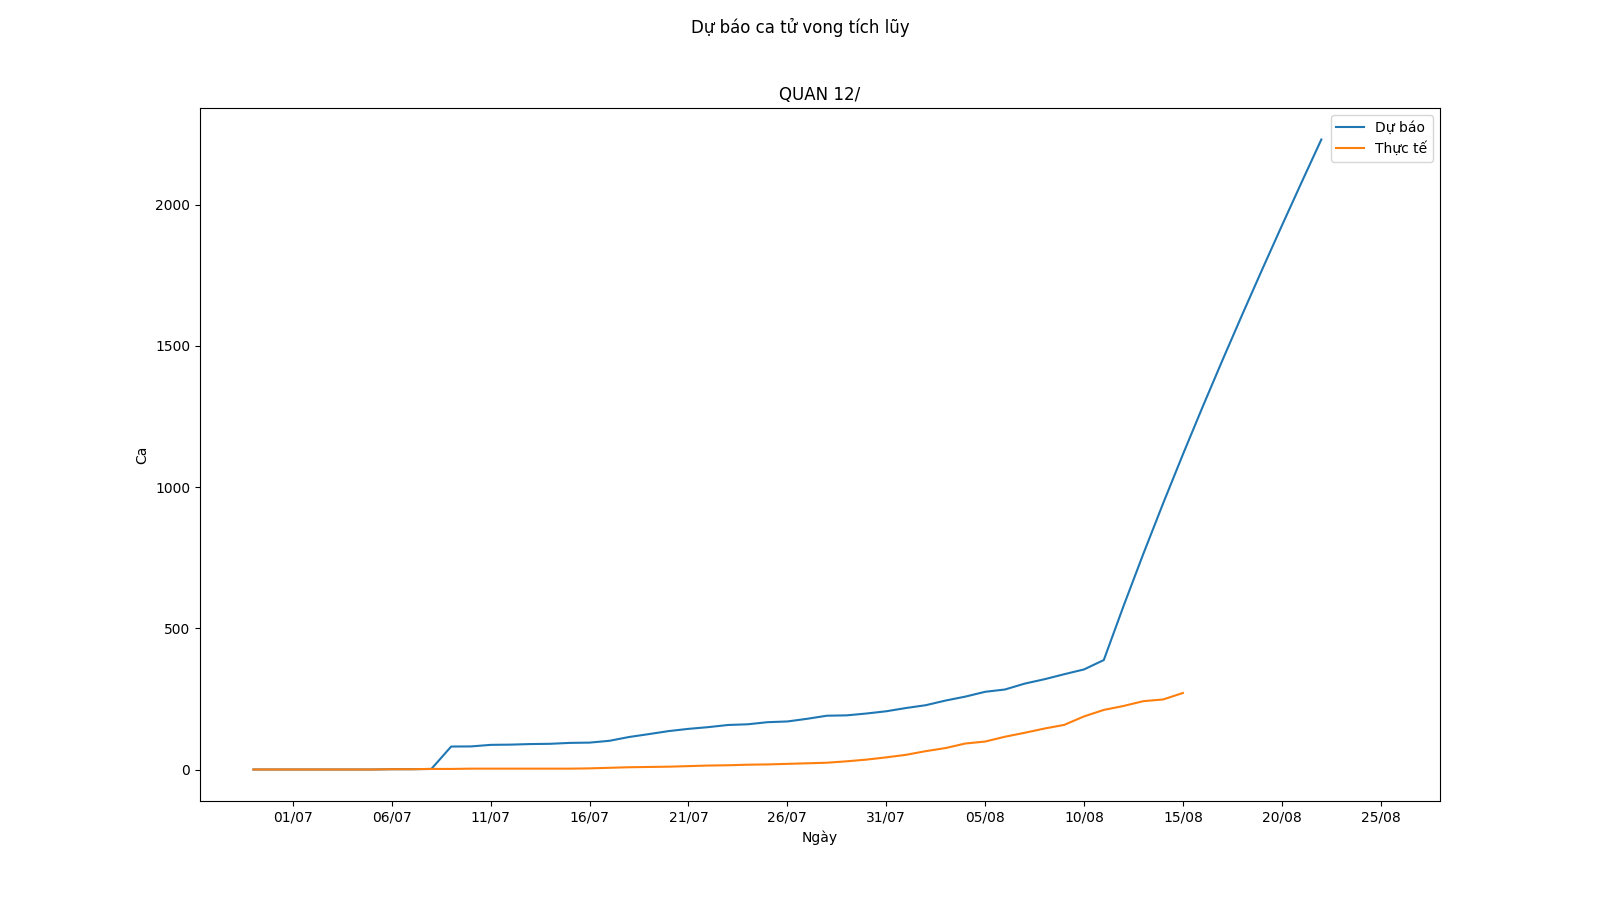 Dự báo ca tử vong tích lũy
QUAN 12/
Dự báo
Thực tế
2000
1500
1000
500
0
Ca
01/07 06/07 11/07 16/07 21/07 26/07 31/07 05/08 10/08 15/08 20/08 25/08
Ngày